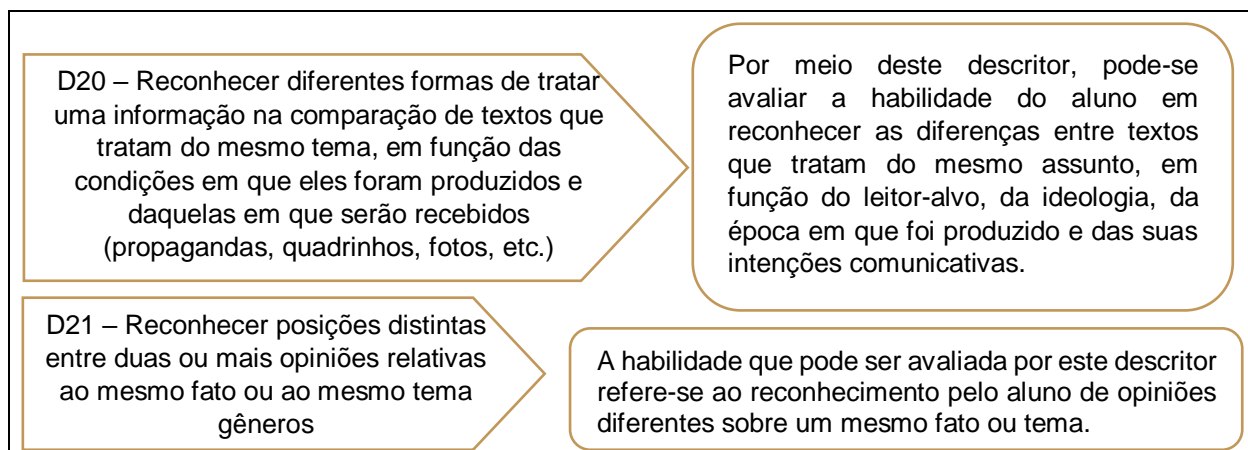 D20 – Reconhecer diferentes formas de tratar
uma informação na comparação de textos que
tratam do mesmo tema, em função das
condições em que eles foram produzidos e
daquelas em que serão recebidos
(propagandas, quadrinhos, fotos, etc.)
Por meio deste descritor, pode-se
avaliar a habilidade do aluno em
reconhecer as diferenças entre textos
que tratam do mesmo assunto, em
função do leitor-alvo, da ideologia, da
época em que foi produzido e das suas
intenções comunicativas.
D21 – Reconhecer posições distintas
entre duas ou mais opiniões relativas
ao mesmo fato ou ao mesmo tema
gêneros
A habilidade que pode ser avaliada por este descritor
refere-se ao reconhecimento pelo aluno de opiniões
diferentes sobre um mesmo fato ou tema.